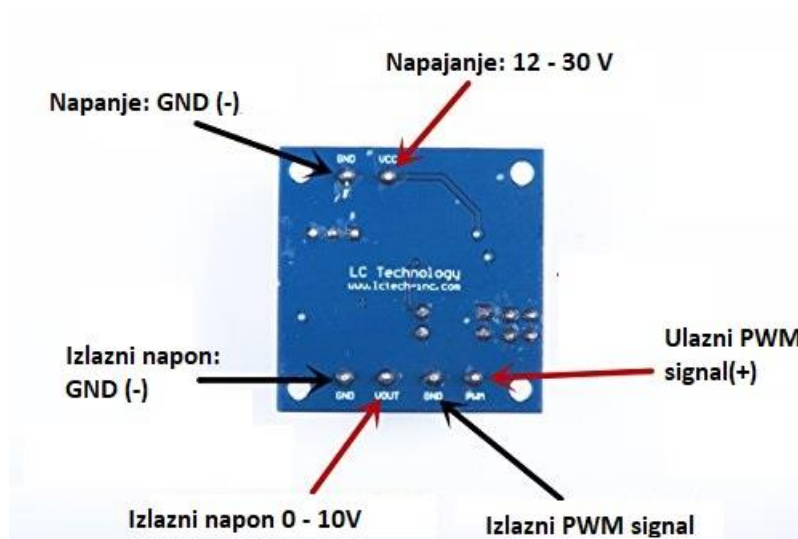 Napajanje: 12 - 30 V
Napanje: GND (-)
GND VCC
LC Technology
www.lctech-inc.com
Ulazni PWM
signal(+)
Izlazni napon:
GND (-)
GND VOUT GND PWM
Izlazni napon 0 - 10V
Izlazni PWM signal